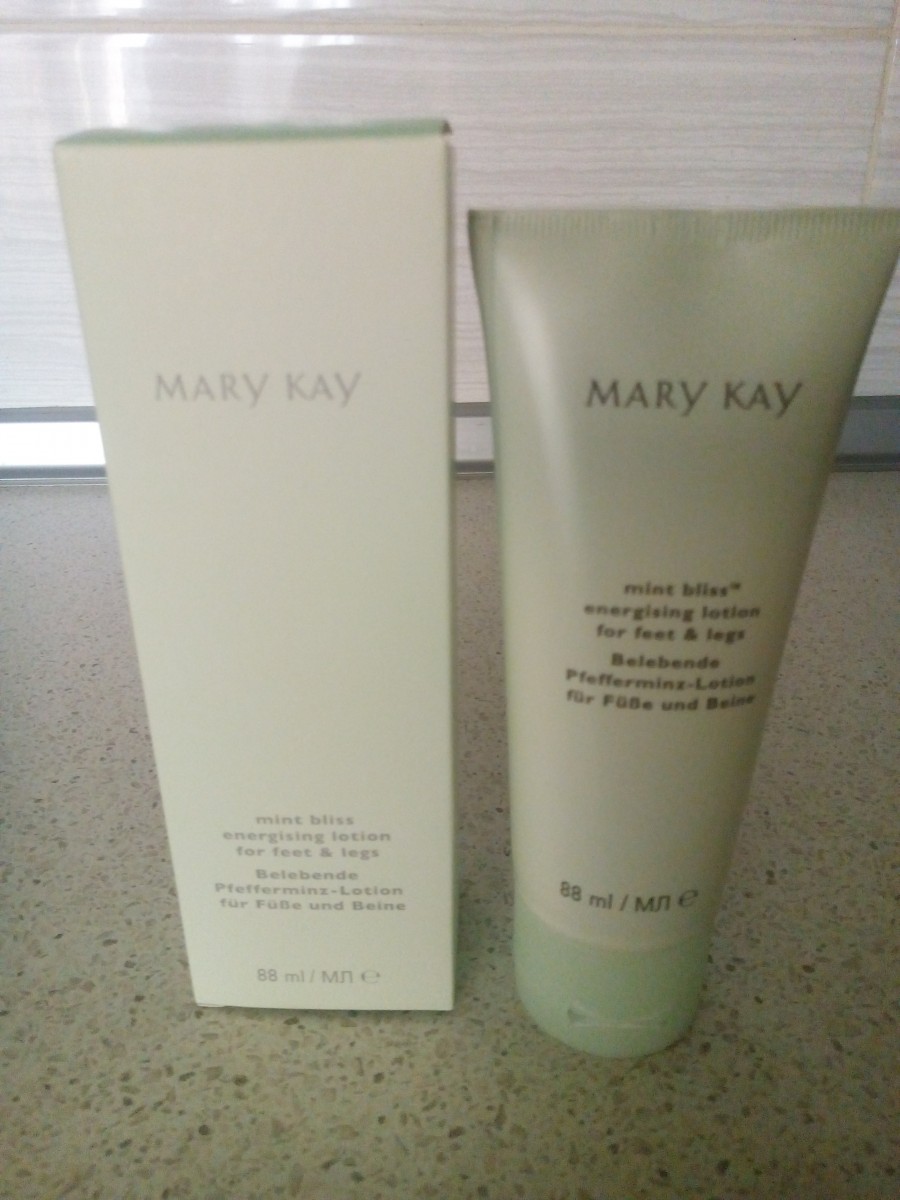 MARY KAY
mint bliss
energising lotion
for feet & legs
Belebende
Pfefferminz-Lotion
für Füße und Beine
88 ml / МЛ ℮
MARY KAY
mint bliss™
energising lotion
for feet & legs
Belebende
Pfefferminz-Lotion
für Füße und Beine
88 ml / МЛ ℮